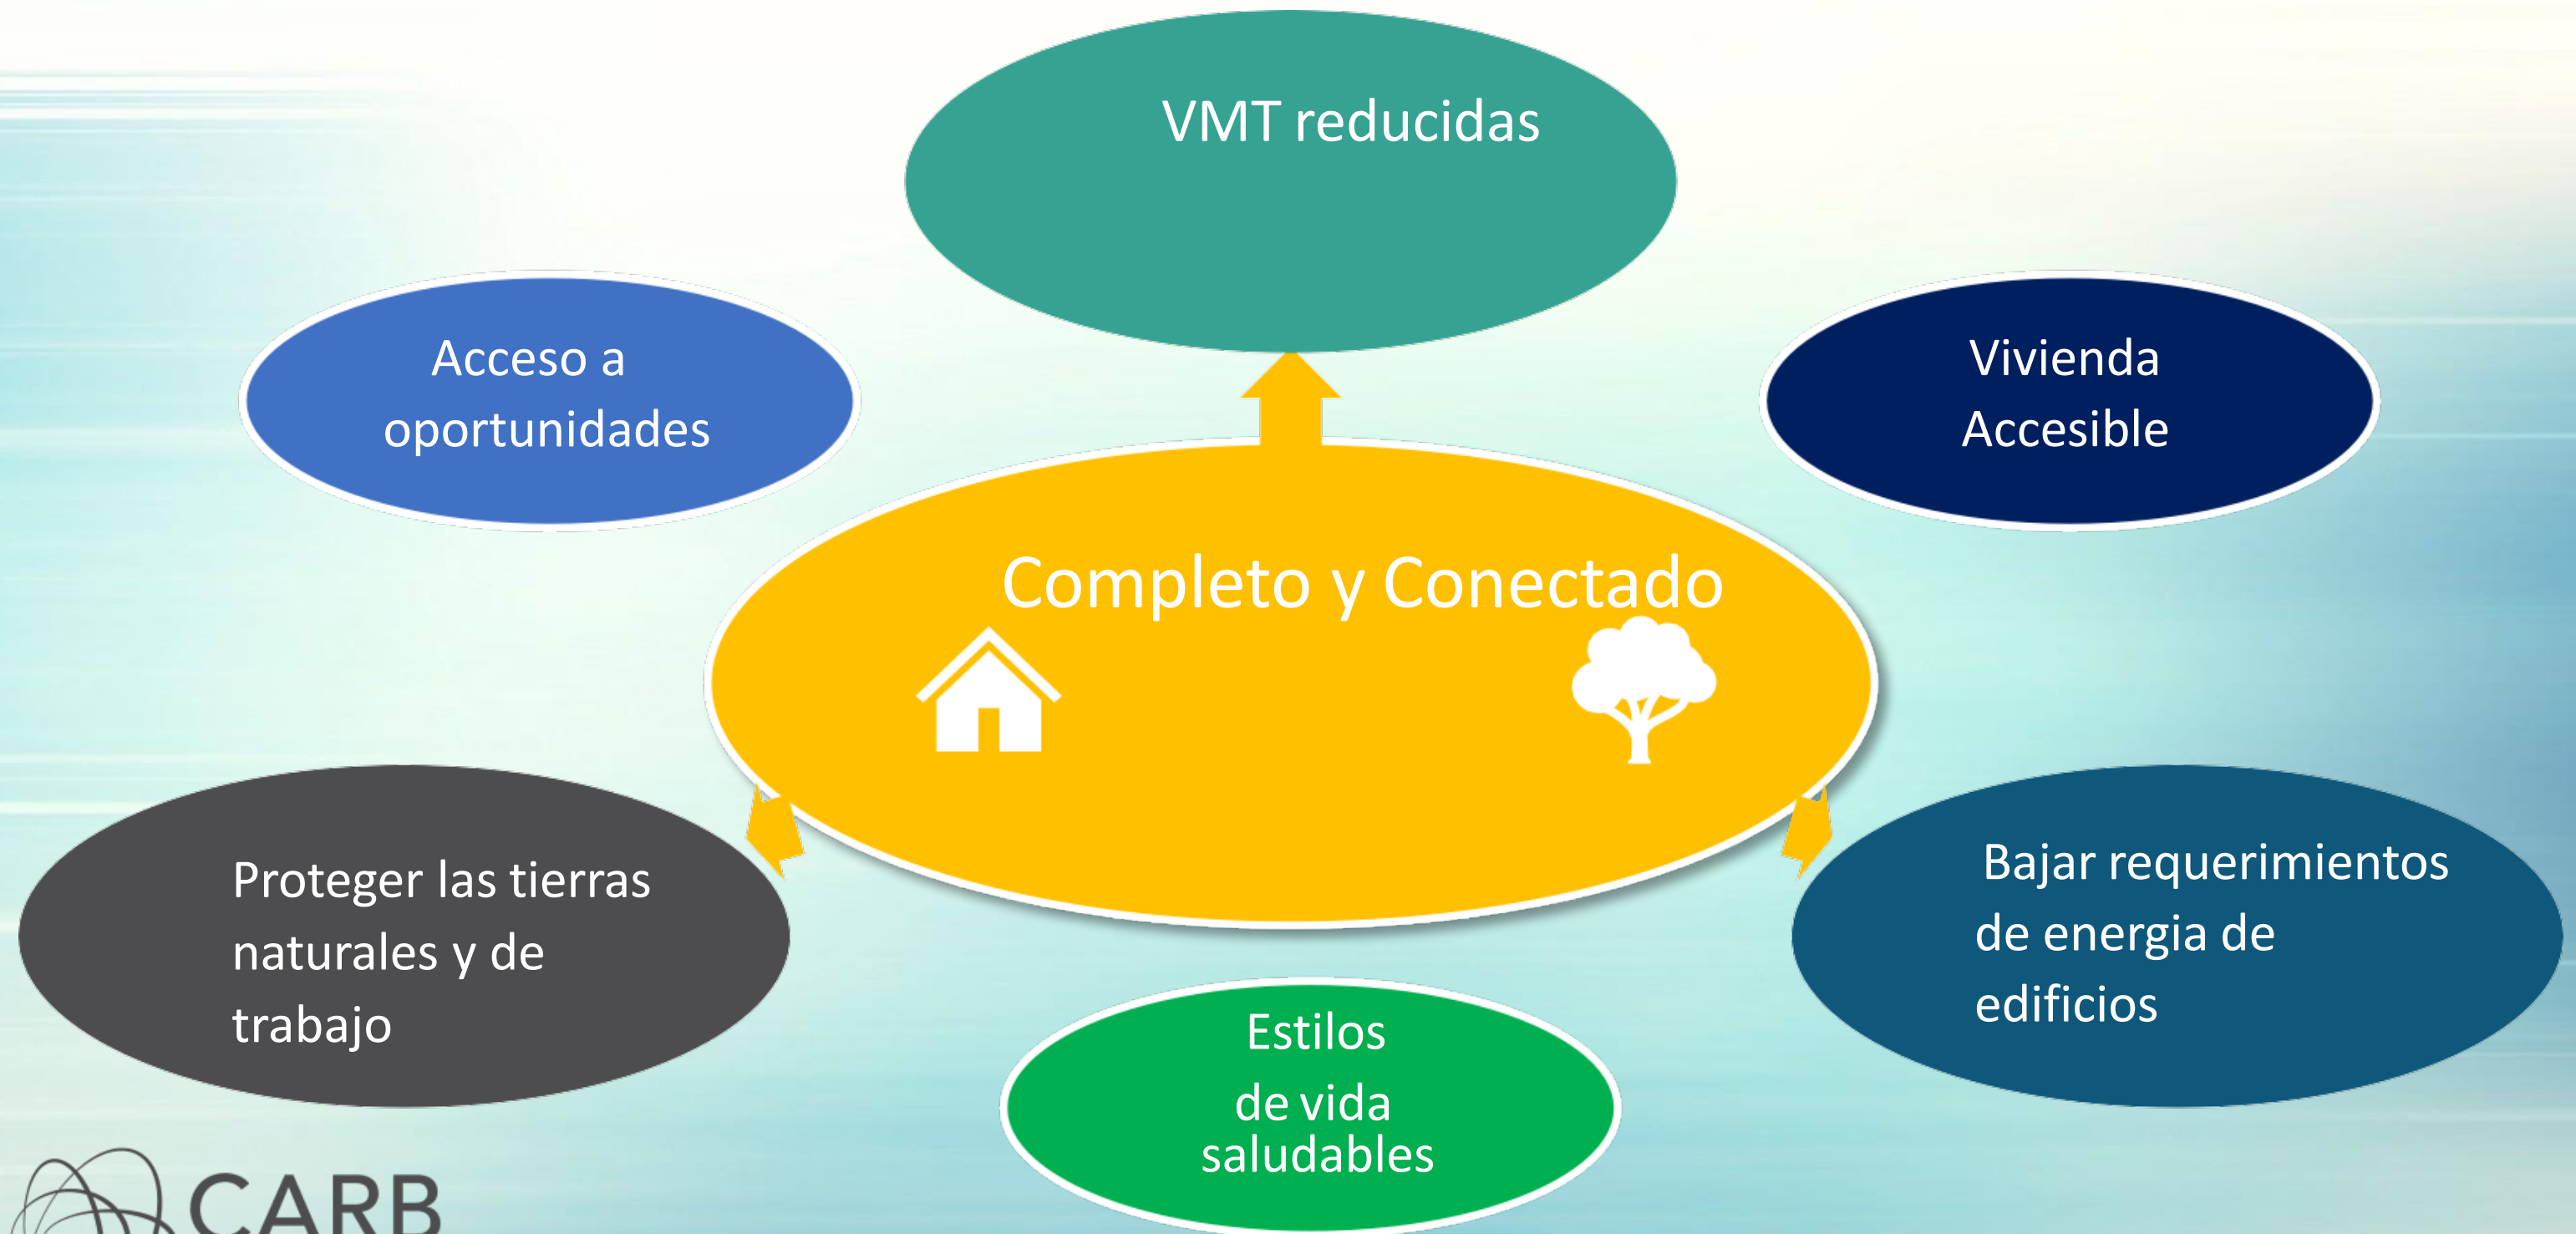 VMT reducidas
Acceso a
oportunidades
Vivienda
Accesible
Completo y Conectado
Proteger las tierras
naturales y de
trabajo
Bajar requerimientos
de energia de
edificios
Estilos
de vida
saludables
CARB